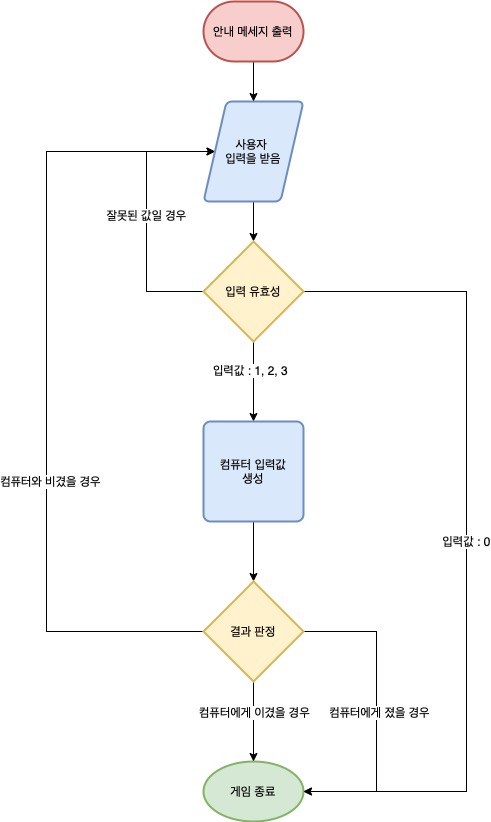 안내 메세지 출력
사용자
입력을 받음
잘못된 값일 경우
입력 유효성
입력값 : 1, 2, 3
컴퓨터 입력값
생성
컴퓨터와 비겼을 경우
입력값 : 0
결과 판정
컴퓨터에게 이겼을 경우
컴퓨터에게 졌을 경우
게임 종료